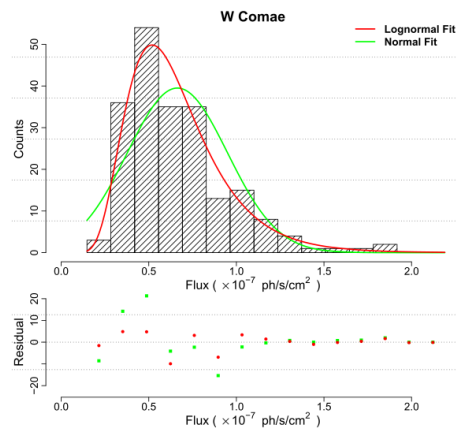 W Comae
Lognormal Fit
Normal Fit
Counts
50
40
30
20
10
0
0.0 0.5 1.0 1.5 2.0
Flux ( ×10⁻⁷ ph/s/cm² )
Residual
20
10
0
−20
0.0 0.5 1.0 1.5 2.0
Flux ( ×10⁻⁷ ph/s/cm² )